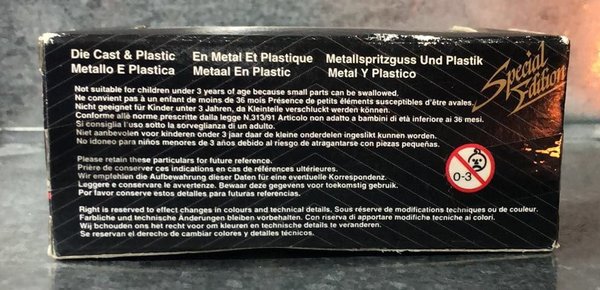 Die Cast & Plastic En Metal Et Plastique Metallspritzguss Und Plastik
Metallo E Plastica Metaal En Plastic Metal Y Plastico
Special Edition
Not suitable for children under 3 years of age because small parts can be swallowed.
Ne convient pas à un enfant de moins de 36 mois Présence de petits éléments susceptibles d'être avales.
Nicht geeignet für Kinder unter 3 Jahren, da Kleinteile verschluckt werden können.
Conforme allè norme prescritte dalla legge N.313/91 Articolo non adatto a bambini di età inferiore ai 36 mesi.
Si consiglia l'uso sotto la sorveglianza di un adulto.
Niet aanbevolen voor kinderen onder 3 jaar daar de kleine onderdelen ingeslikt kunnen worden.
No idoneo para niños menores de 3 años debido al riesgo de atragantarse con piezas pequeñas.
0-3
Please retain these particulars for future reference.
Prière de conserver ces indications en cas de références ultérieures.
Wir empfehlen die Aufbewahrung dieser Daten für eine eventuelle Korrespondenz.
Leggere e conservare le avvertenze. Bewaar deze gegevens voor toekomstig gebruik.
Por favor conserve estos detalles para futuras referencias.
Right is reserved to effect changes in colours and technical details. Sous réserve de modifications techniques ou de couleur.
Farbliche und technische Änderungen bleiben vorbehalten. Con riserva di apportare modifiche tecniche ai colori.
Wij bchouden ons het recht voor om kleuren en technische details te veranderen.
Se reservan el derecho de cambiar colores y detalles técnicos.